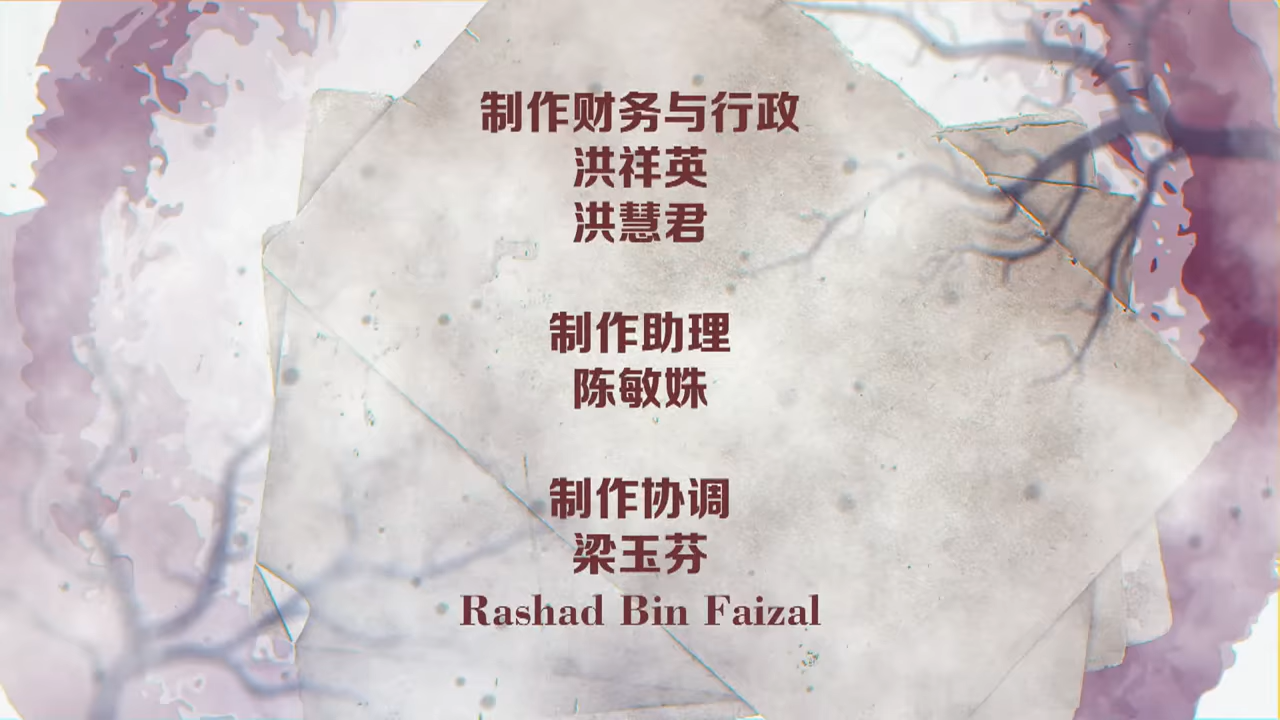 制作财务与行政
洪祥英
洪慧君
制作助理
陈敏姝
制作协调
梁玉芬
Rashad Bin Faizal